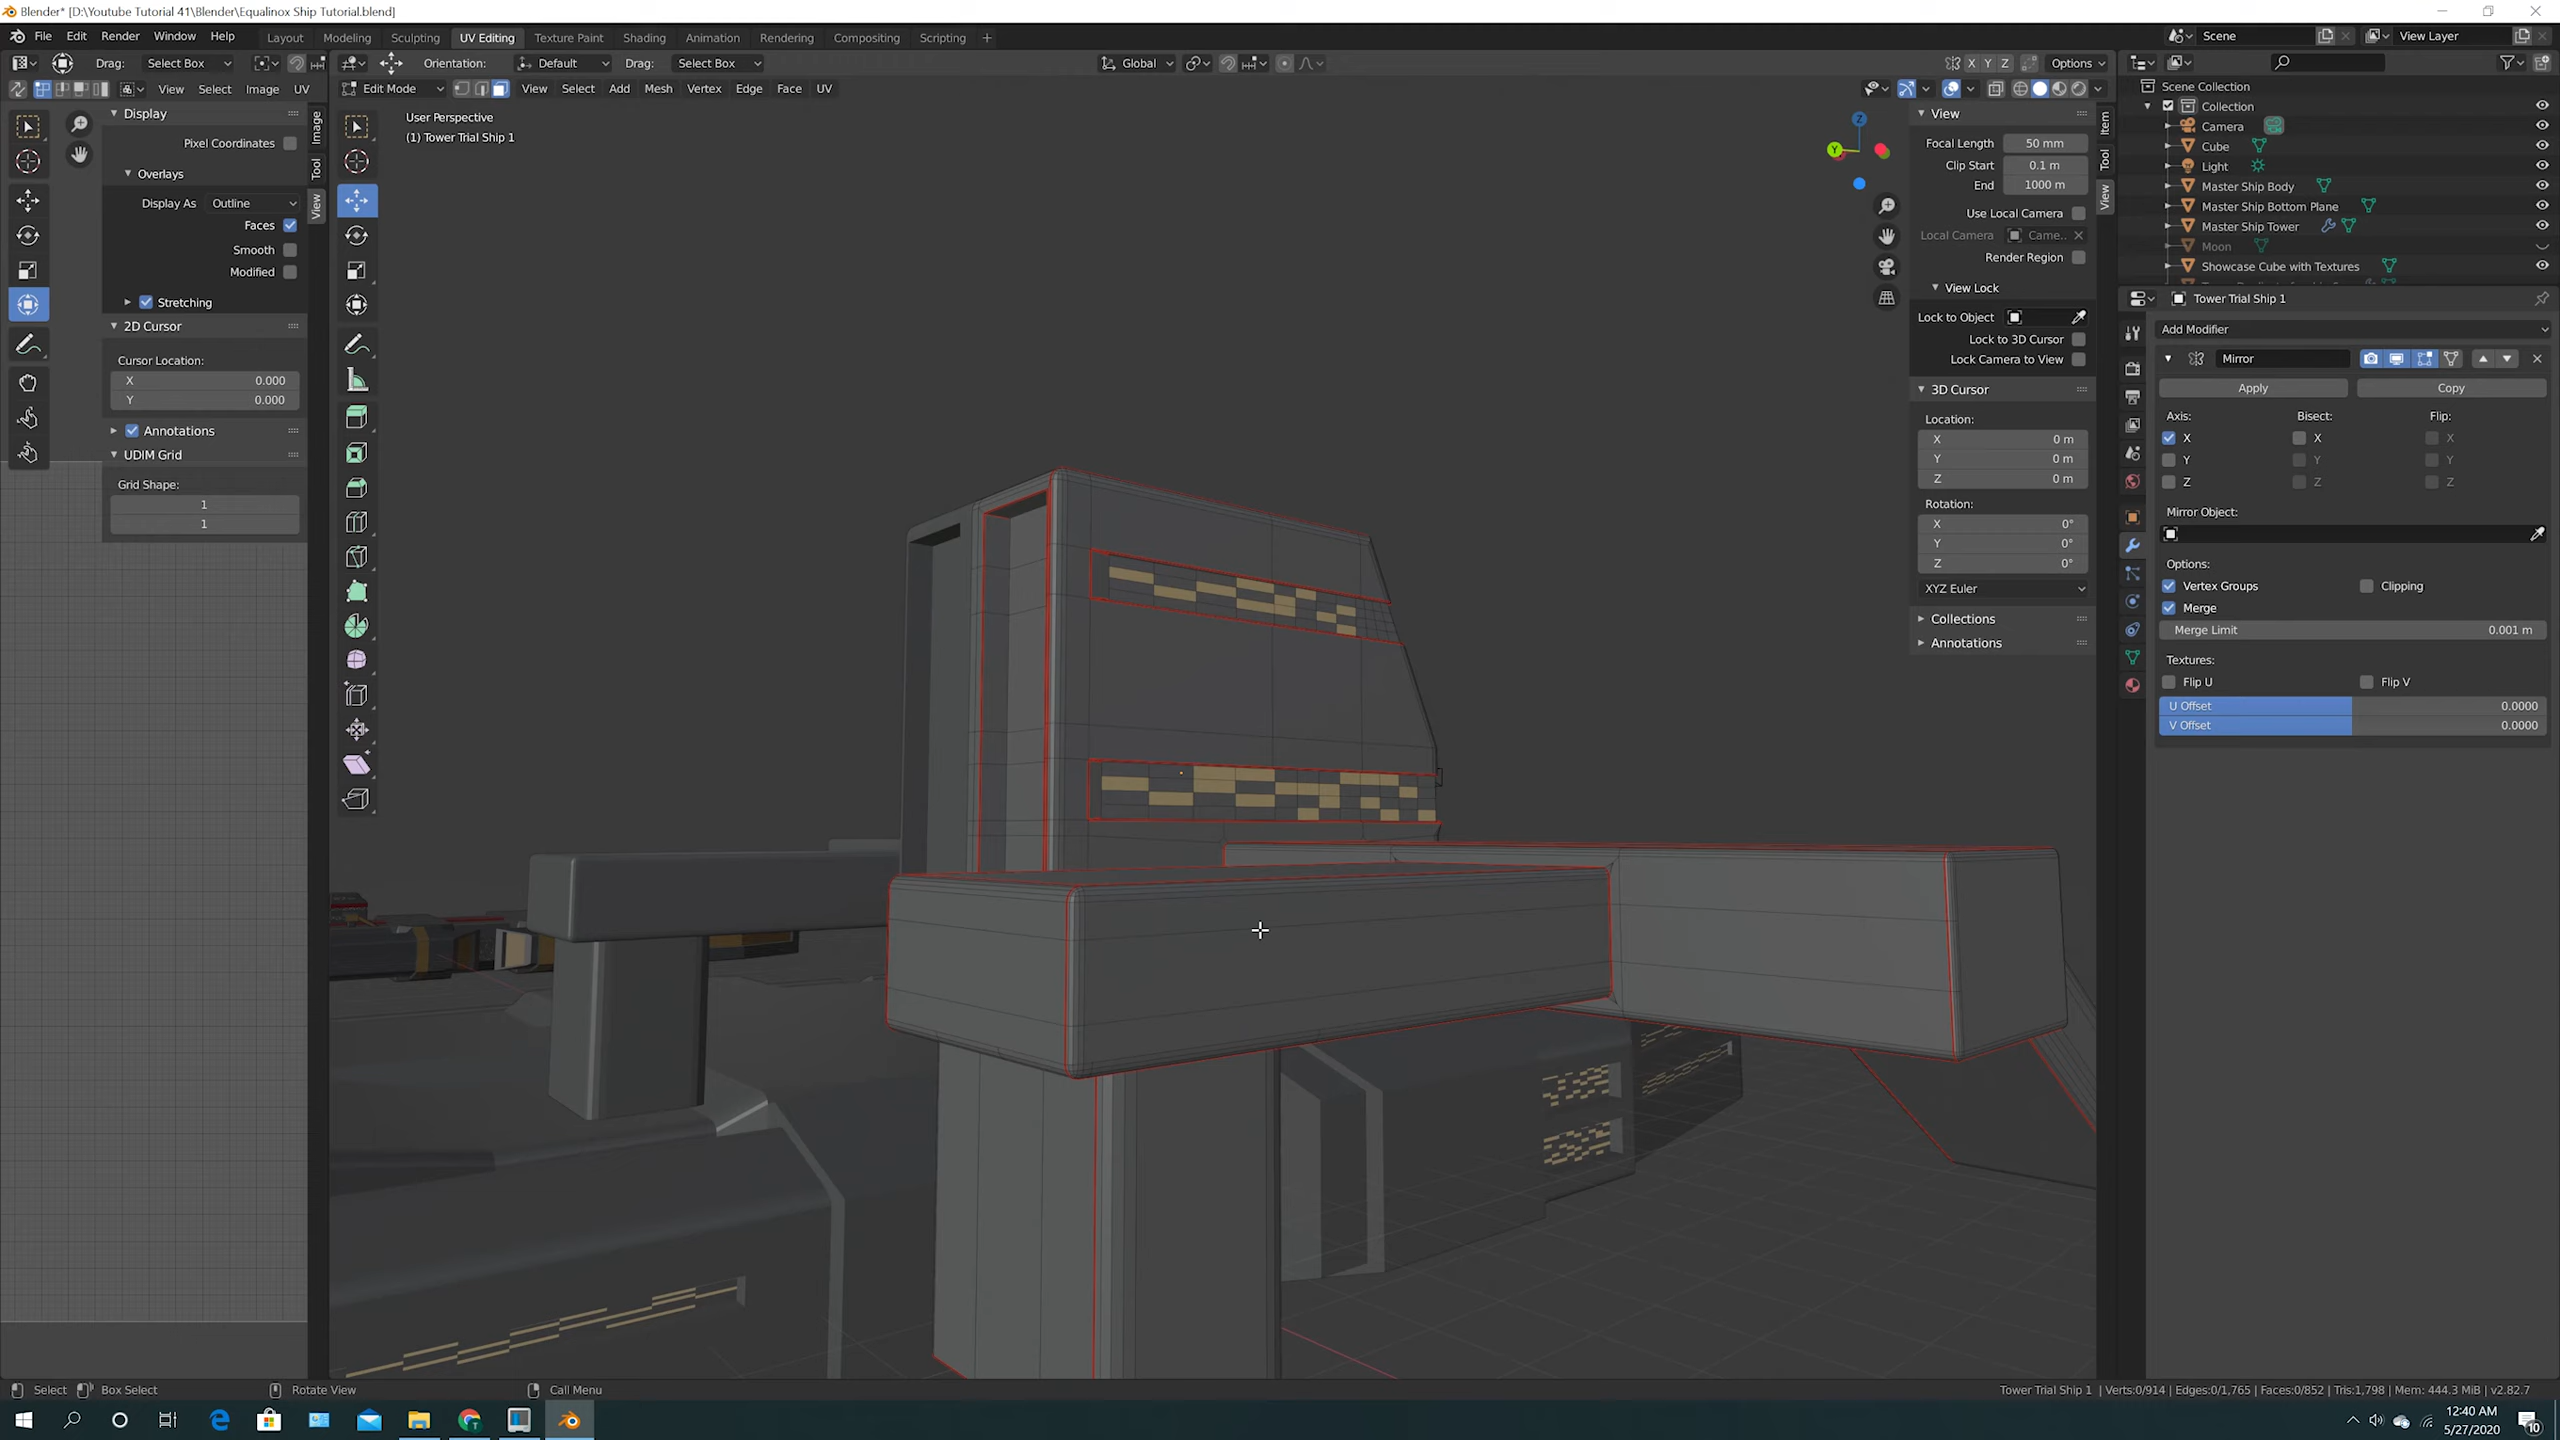 Blender* [D:\Youtube Tutorial 41\Blender\Equalinox Ship Tutorial.blend]
File Edit Render Window Help
Layout Modeling Sculpting UV Editing Texture Paint Shading Animation Rendering Compositing Scripting +
Scene
View Layer
Drag: Select Box
Orientation: Default Drag: Select Box
Global
X Y Z Options
View Select Image UV
Edit Mode View Select Add Mesh Vertex Edge Face UV
Display
Pixel Coordinates
Overlays
Display As Outline
Faces
Smooth
Modified
Stretching
2D Cursor
Cursor Location:
X 0.000
Y 0.000
Annotations
UDIM Grid
Grid Shape:
1
1
Image
Tool
View
User Perspective
(1) Tower Trial Ship 1
Z
Y
View
Focal Length 50 mm
Clip Start 0.1 m
End 1000 m
Use Local Camera
Local Camera Came..
Render Region
View Lock
Lock to Object
Lock to 3D Cursor
Lock Camera to View
3D Cursor
Location:
X 0 m
Y 0 m
Z 0 m
Rotation:
X 0°
Y 0°
Z 0°
XYZ Euler
Collections
Annotations
Item
Tool
View
Scene Collection
Collection
Camera
Cube
Light
Master Ship Body
Master Ship Bottom Plane
Master Ship Tower
Moon
Showcase Cube with Textures
Tower Trial Ship 1
Add Modifier
Mirror
Apply Copy
Axis: Bisect: Flip:
X X X
Y Y Y
Z Z Z
Mirror Object:
Options:
Vertex Groups Clipping
Merge
Merge Limit 0.001 m
Textures:
Flip U Flip V
U Offset 0.0000
V Offset 0.0000
Select Box Select Rotate View Call Menu
Tower Trial Ship 1 | Verts:0/914 | Edges:0/1,765 | Faces:0/852 | Tris:1,798 | Mem: 444.3 MiB | v2.82.7
12:40 AM
5/27/2020
10